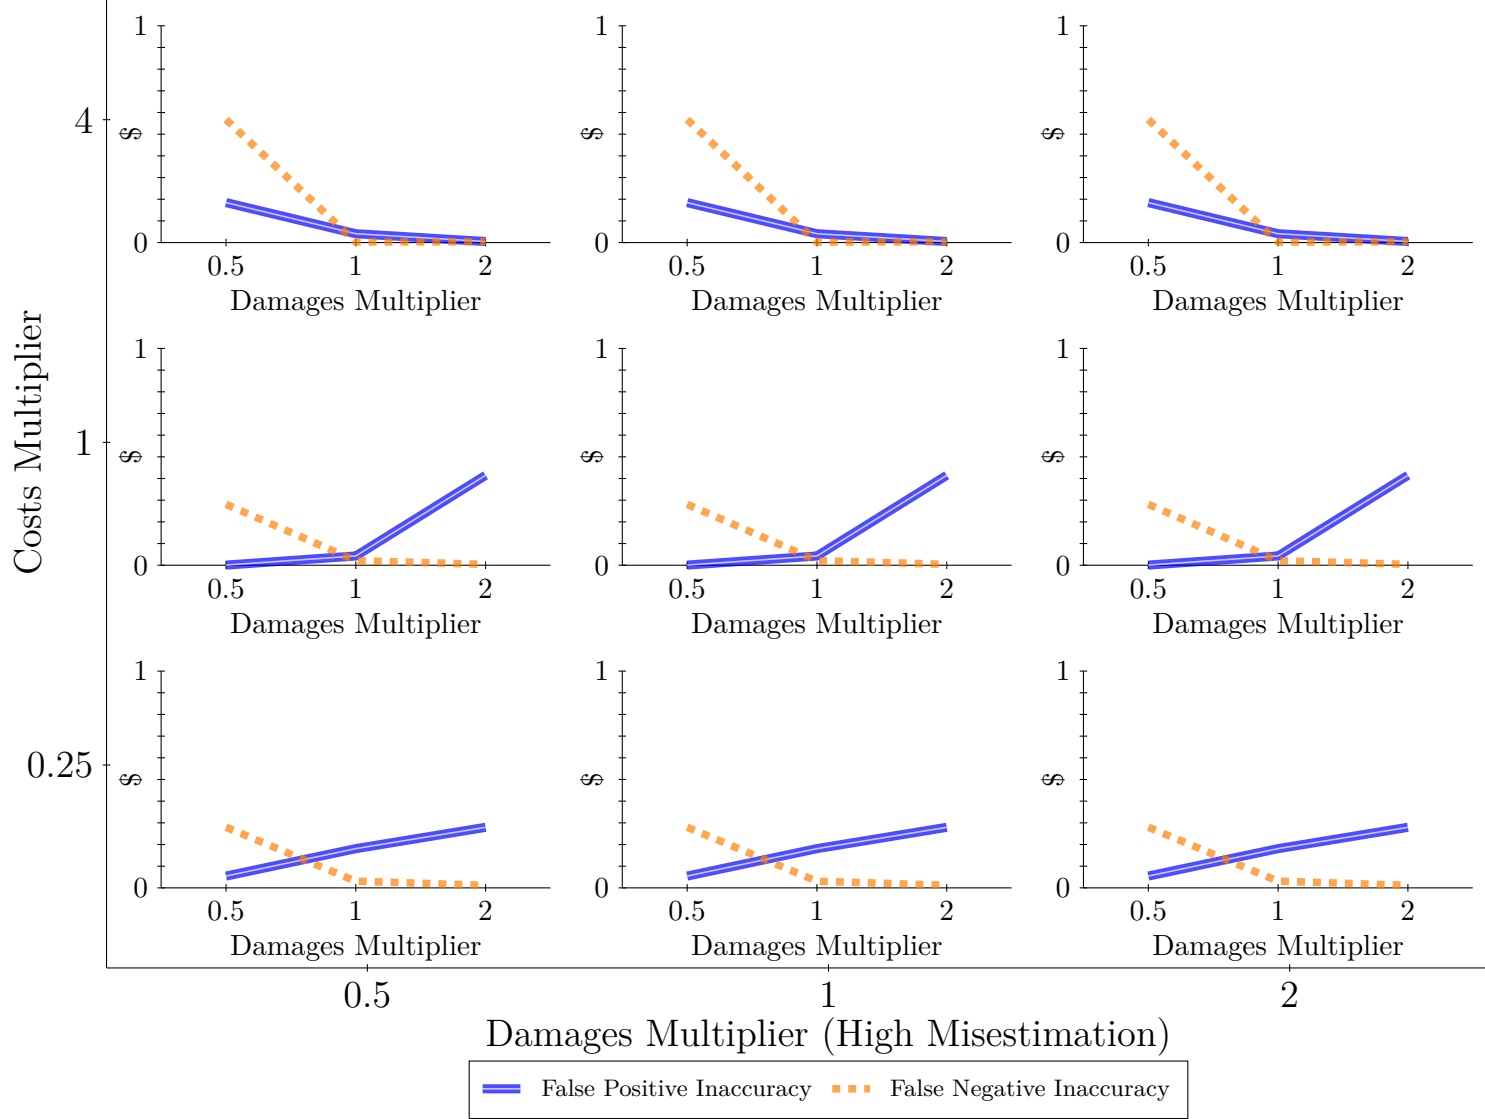 1 1 1
4 $ $ $
0 0 0
0.5 1 2 0.5 1 2 0.5 1 2
Damages Multiplier Damages Multiplier Damages Multiplier
Costs Multiplier
1 1 1
1 $ $ $
0 0 0
0.5 1 2 0.5 1 2 0.5 1 2
Damages Multiplier Damages Multiplier Damages Multiplier
1 1 1
0.25 $ $ $
0 0 0
0.5 1 2 0.5 1 2 0.5 1 2
Damages Multiplier Damages Multiplier Damages Multiplier
0.5 1 2
Damages Multiplier (High Misestimation)
False Positive Inaccuracy False Negative Inaccuracy